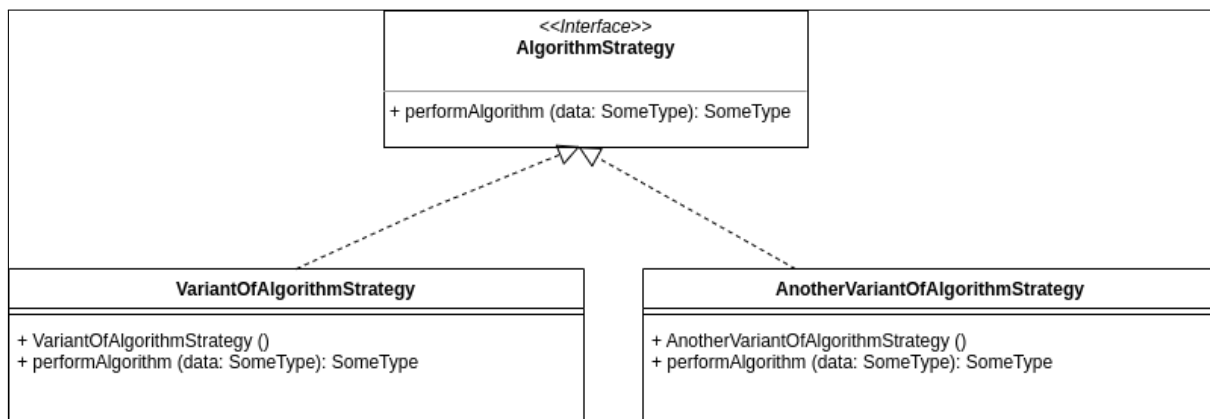 <<Interface>>
AlgorithmStrategy
+ performAlgorithm (data: SomeType): SomeType
VariantOfAlgorithmStrategy
+ VariantOfAlgorithmStrategy ()
+ performAlgorithm (data: SomeType): SomeType
AnotherVariantOfAlgorithmStrategy
+ AnotherVariantOfAlgorithmStrategy ()
+ performAlgorithm (data: SomeType): SomeType